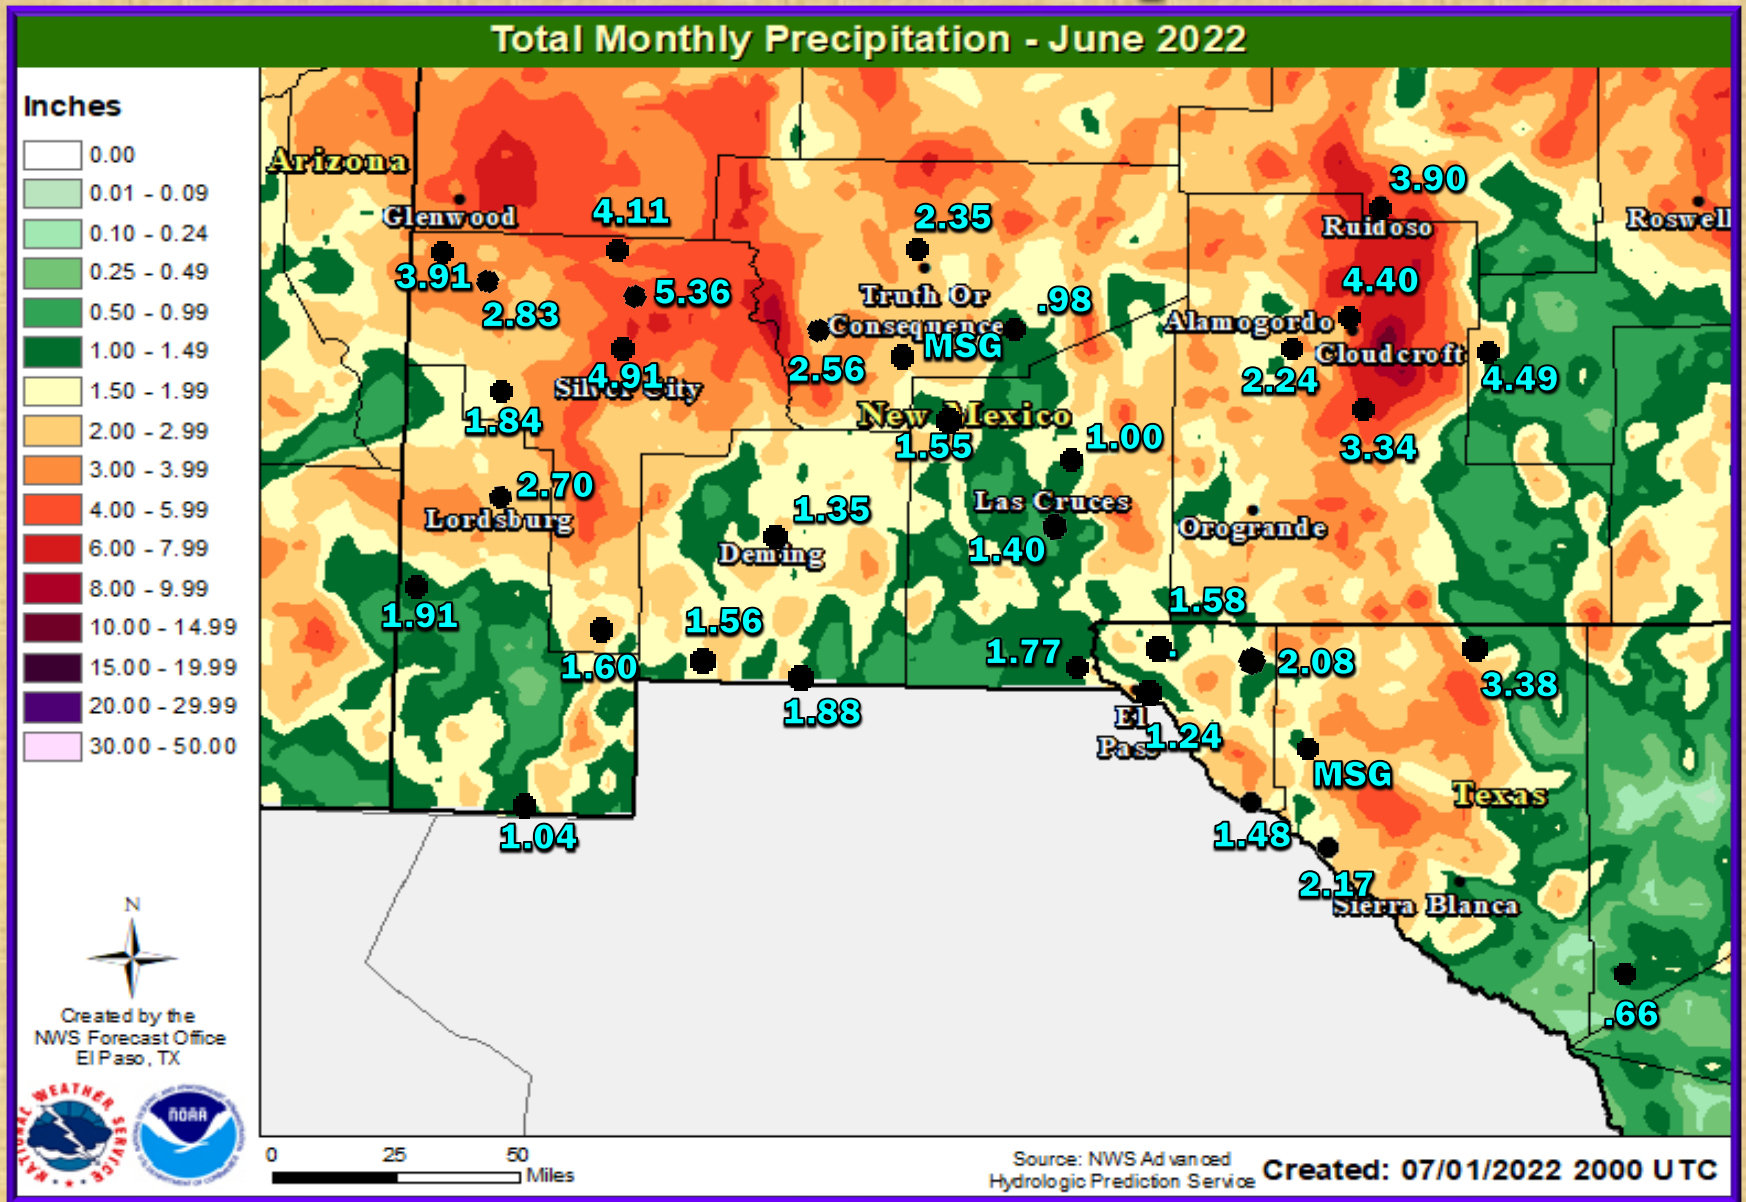 Total Monthly Precipitation - June 2022
Inches
0.00
0.01 - 0.09
0.10 - 0.24
0.25 - 0.49
0.50 - 0.99
1.00 - 1.49
1.50 - 1.99
2.00 - 2.99
3.00 - 3.99
4.00 - 5.99
6.00 - 7.99
8.00 - 9.99
10.00 - 14.99
15.00 - 19.99
20.00 - 29.99
30.00 - 50.00
Arizona
Glenwood
4.11
2.35
3.90
Ruidoso
Roswell
3.91
2.83
5.36
Truth Or
Consequence
.98
4.40
Alamogordo
Cloudcroft
MSG
2.56
2.24
4.49
4.91
Silver City
1.84
New Mexico
1.55
1.00
3.34
2.70
Lordsburg
1.35
Deming
Las Cruces
1.40
Orogrande
1.91
1.60
1.56
1.88
1.77
1.58
.
2.08
3.38
El
Paso
1.24
MSG
Texas
1.04
1.48
2.17
Sierra Blanca
.66
N
Created by the
NWS Forecast Office
El Paso, TX
NATIONAL WEATHER SERVICE
NOAA
0 25 50
Miles
Source: NWS Advanced
Hydrologic Prediction Service
Created: 07/01/2022 2000 UTC